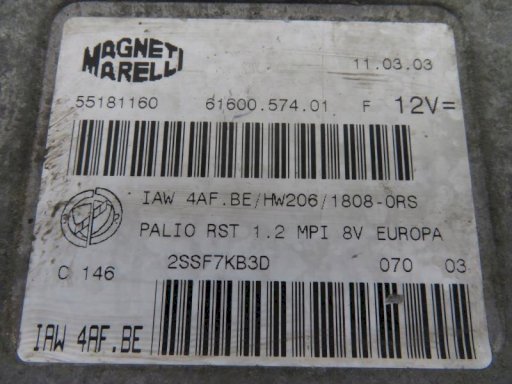 MAGNETI MARELLI
11.03.03
55181160 61600.574.01 F 12V=
IAW 4AF.BE/HW206/1808-0RS
PALIO RST 1.2 MPI 8V EUROPA
C 146 2SSF7KB3D 070 03
IAW 4AF.BE